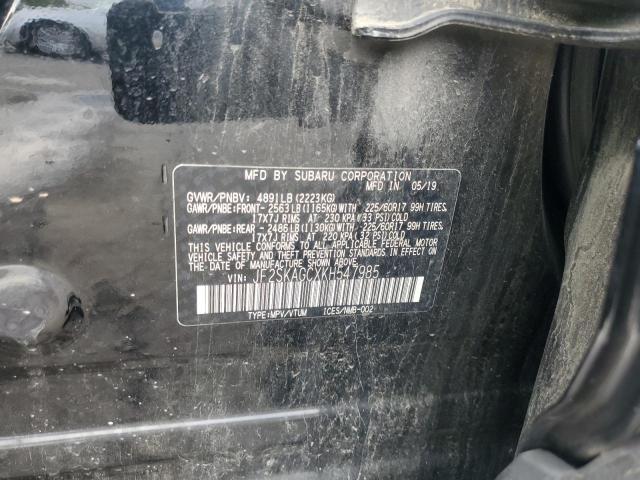 MFD BY SUBARU CORPORATION
MFD IN 05/19
GVWR/PNBV: 4891LB(2223KG)
GAWR/PNBE:FRONT-2563LB(1165KG)WITH 225/60R17 99H TIRES,
17X7J RIMS AT 230 KPA(33 PSI)COLD
GAWR/PNBE:REAR -2486LB(1130KG)WITH 225/60R17 99H TIRES,
17X7J RIMS AT 220 KPA(32 PSI)COLD
THIS VEHICLE CONFORMS TO ALL APPLICABLE FEDERAL MOTOR
VEHICLE SAFETY AND THEFT PREVENTION STANDARDS IN EFFECT
ON THE DATE OF MANUFACTURE SHOWN ABOVE.
VIN: JF2SKAGCXKH547985
TYPE:MPV/VTUM ICES/NMB-002